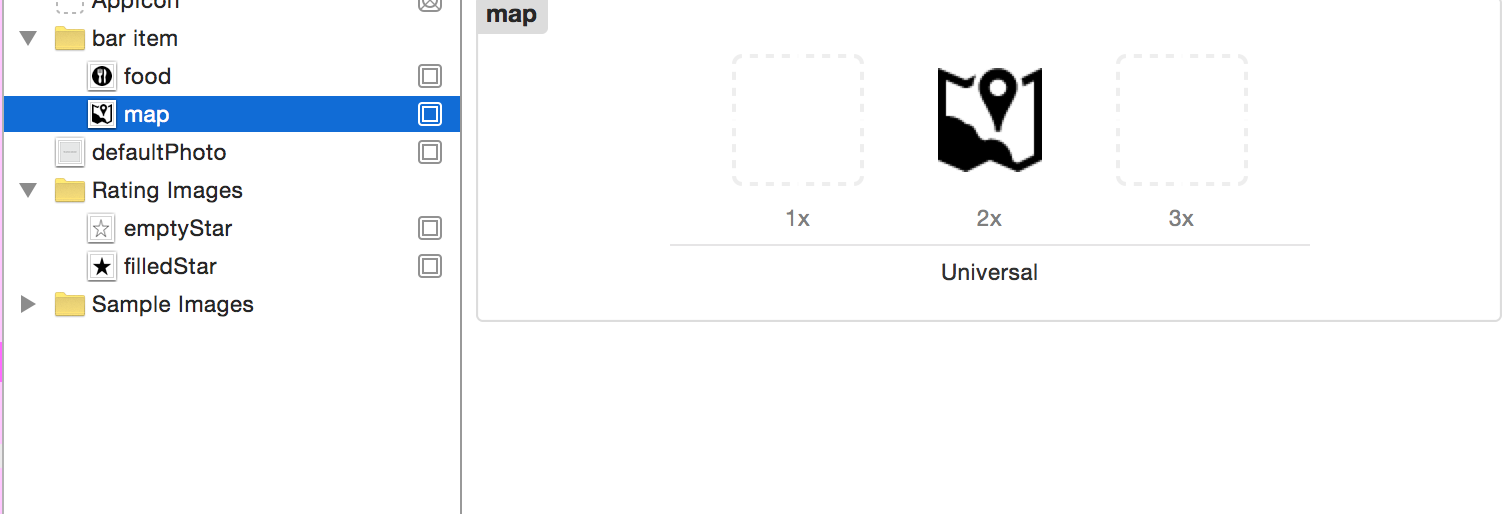 AppIcon
bar item
food
map
defaultPhoto
Rating Images
emptyStar
filledStar
Sample Images
map
1x 2x 3x
Universal